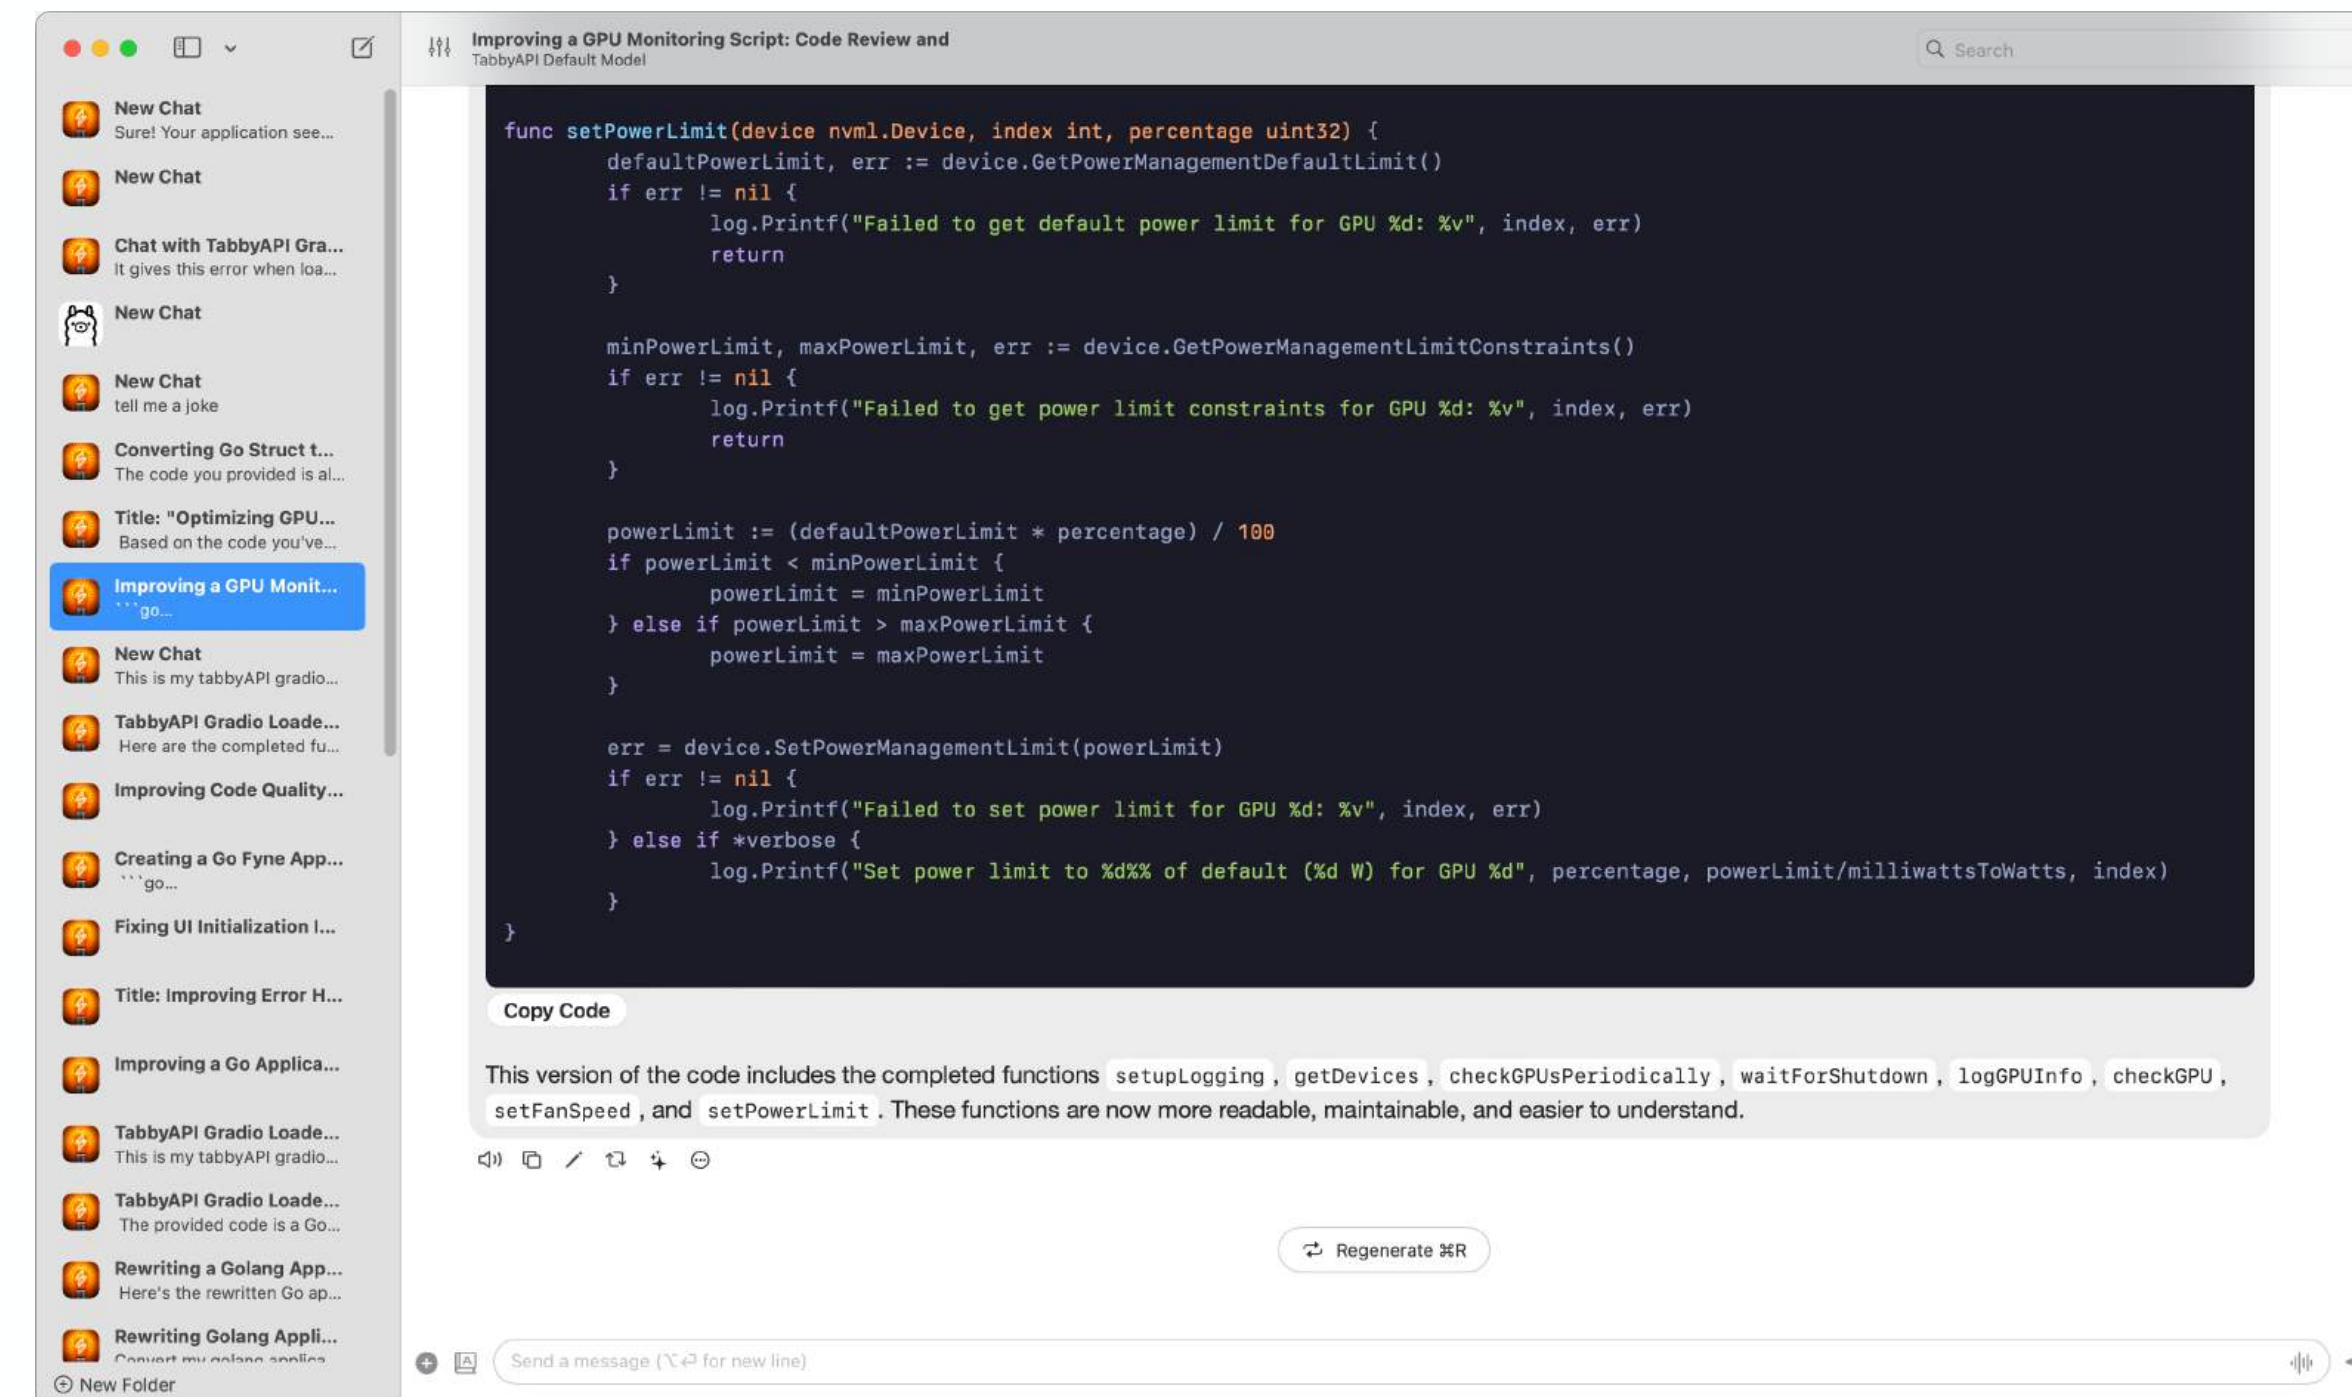 Improving a GPU Monitoring Script: Code Review and
TabbyAPI Default Model
Search
New Chat
Sure! Your application see...
New Chat
Chat with TabbyAPI Gra...
It gives this error when loa...
New Chat
New Chat
tell me a joke
Converting Go Struct t...
The code you provided is al...
Title: "Optimizing GPU...
Based on the code you've...
Improving a GPU Monit...
```go...
New Chat
This is my tabbyAPI gradio...
TabbyAPI Gradio Loade...
Here are the completed fu...
Improving Code Quality...
Creating a Go Fyne App...
```go...
Fixing UI Initialization I...
Title: Improving Error H...
Improving a Go Applica...
TabbyAPI Gradio Loade...
This is my tabbyAPI gradio...
TabbyAPI Gradio Loade...
The provided code is a Go...
Rewriting a Golang App...
Here's the rewritten Go ap...
Rewriting Golang Appli...
Convert my golang applica
New Folder
func setPowerLimit(device nvml.Device, index int, percentage uint32) {
defaultPowerLimit, err := device.GetPowerManagementDefaultLimit()
if err != nil {
log.Printf("Failed to get default power limit for GPU %d: %v", index, err)
return
}
minPowerLimit, maxPowerLimit, err := device.GetPowerManagementLimitConstraints()
if err != nil {
log.Printf("Failed to get power limit constraints for GPU %d: %v", index, err)
return
}
powerLimit := (defaultPowerLimit * percentage) / 100
if powerLimit < minPowerLimit {
powerLimit = minPowerLimit
} else if powerLimit > maxPowerLimit {
powerLimit = maxPowerLimit
}
err = device.SetPowerManagementLimit(powerLimit)
if err != nil {
log.Printf("Failed to set power limit for GPU %d: %v", index, err)
} else if *verbose {
log.Printf("Set power limit to %d%% of default (%d W) for GPU %d", percentage, powerLimit/milliwattsToWatts, index)
}
}
Copy Code
This version of the code includes the completed functions setupLogging, getDevices, checkGPUsPeriodically, waitForShutdown, logGPUInfo, checkGPU,
setFanSpeed, and setPowerLimit. These functions are now more readable, maintainable, and easier to understand.
Regenerate ⌘R
Send a message (⌥⏎ for new line)